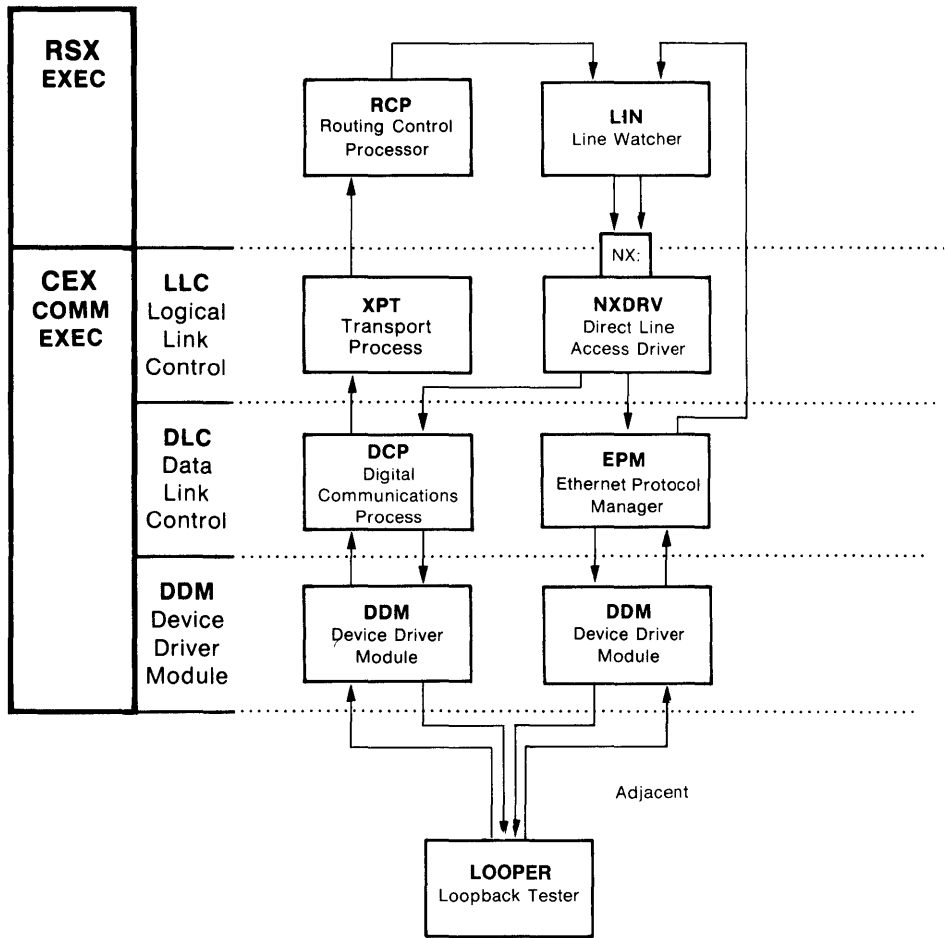 RSX
EXEC
RCP
Routing Control
Processor
LIN
Line Watcher
NX:
CEX
COMM
EXEC
LLC
Logical
Link
Control
XPT
Transport
Process
NXDRV
Direct Line
Access Driver
DLC
Data
Link
Control
DCP
Digital
Communications
Process
EPM
Ethernet Protocol
Manager
DDM
Device
Driver
Module
DDM
Device Driver
Module
DDM
Device Driver
Module
Adjacent
LOOPER
Loopback Tester